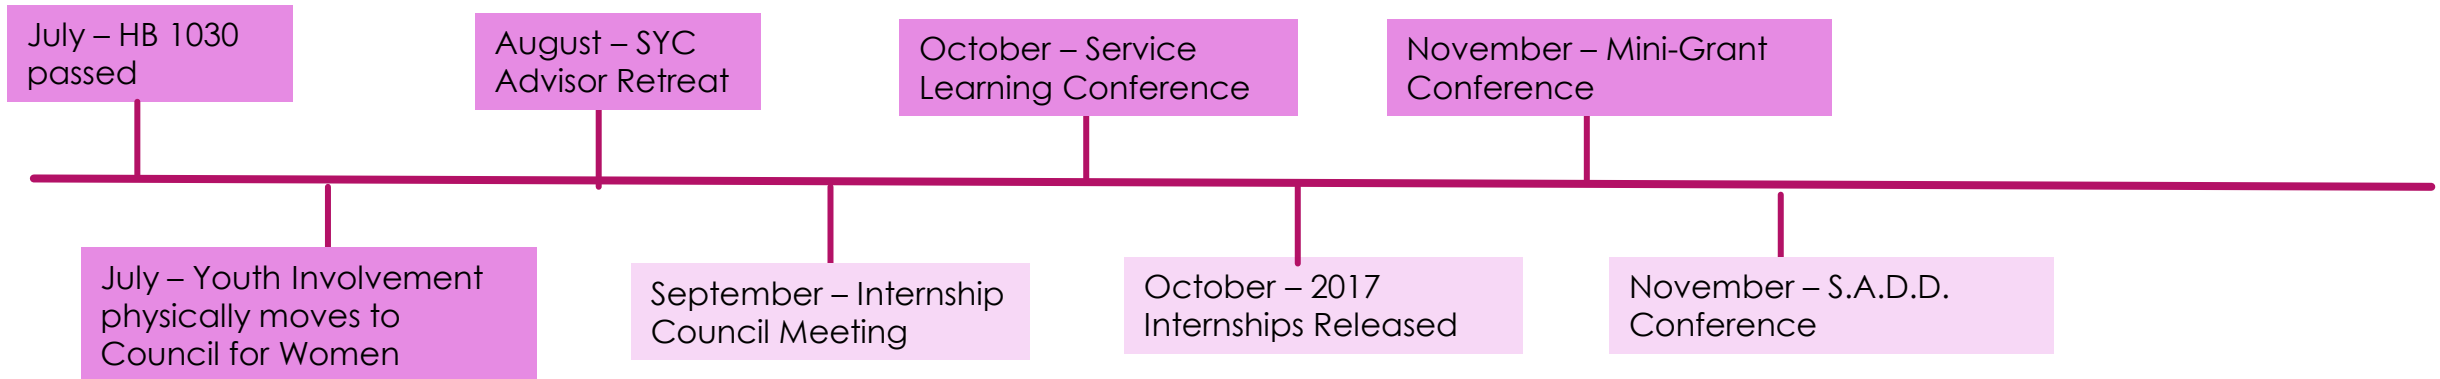 July – HB 1030
passed
July – Youth Involvement
physically moves to
Council for Women
August – SYC
Advisor Retreat
September – Internship
Council Meeting
October – Service
Learning Conference
October – 2017
Internships Released
November – Mini-Grant
Conference
November – S.A.D.D.
Conference